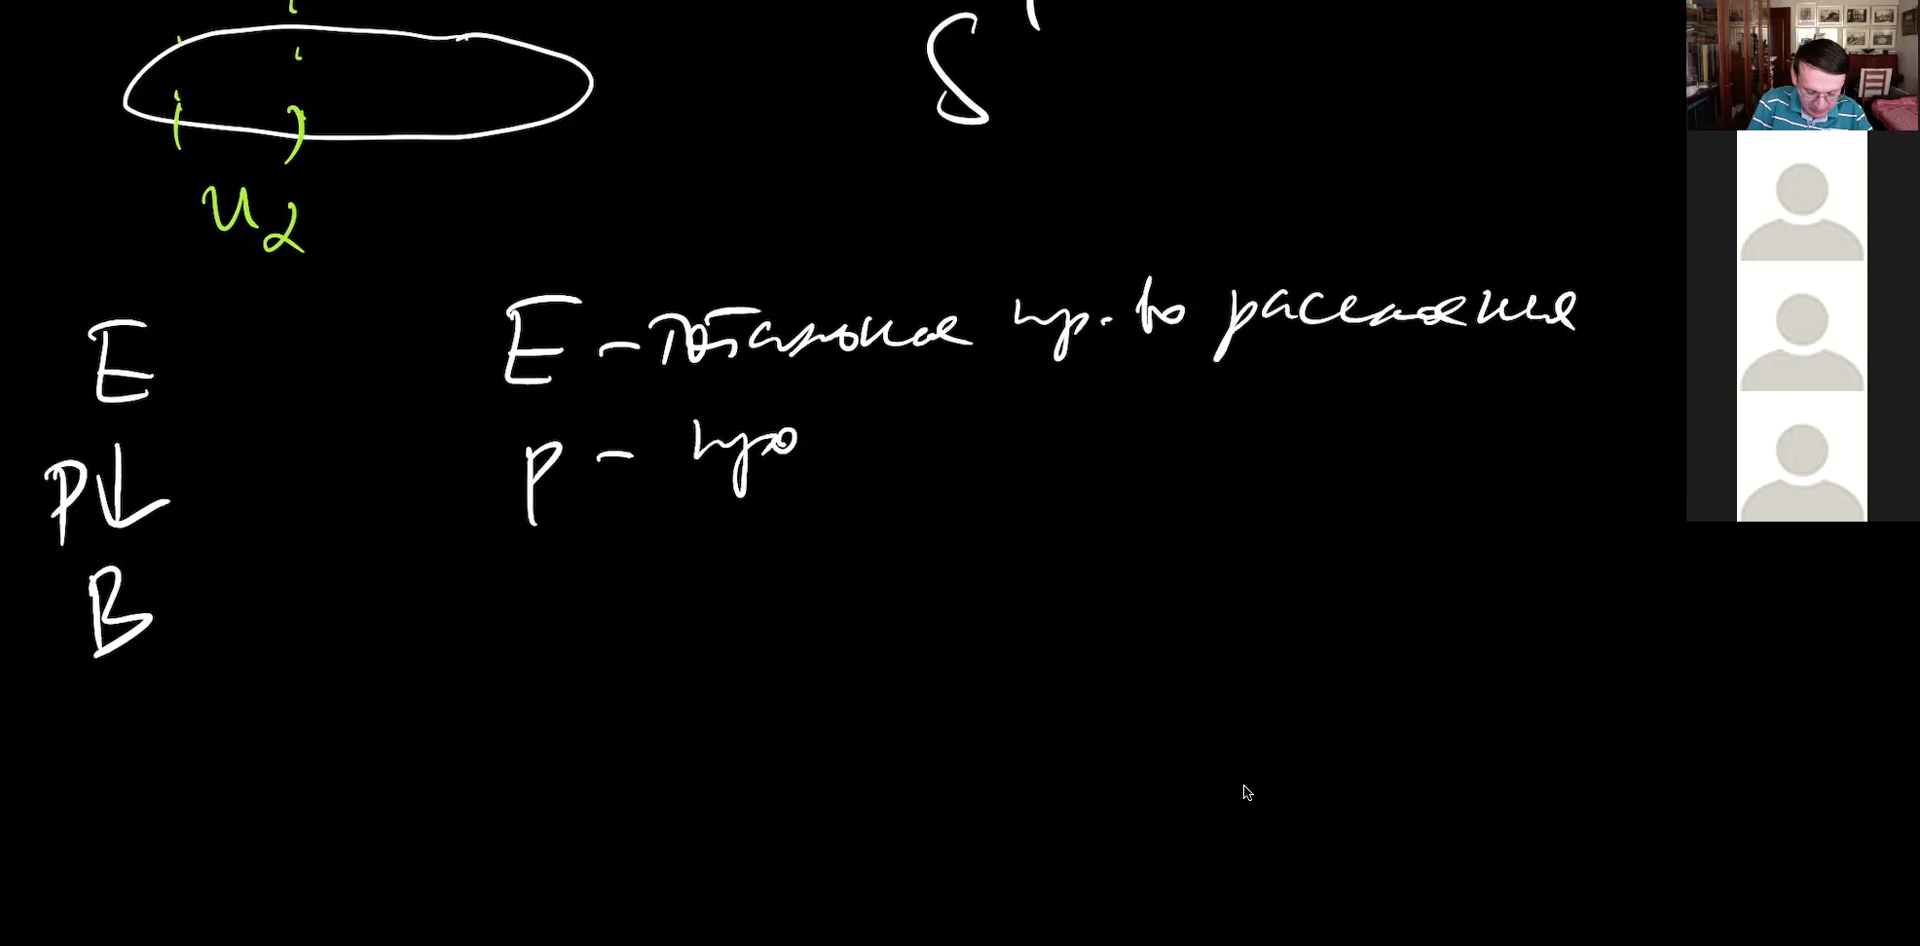 S¹
U₂
E
E – тотальное пр-во расслоения
p↓
p – про
B